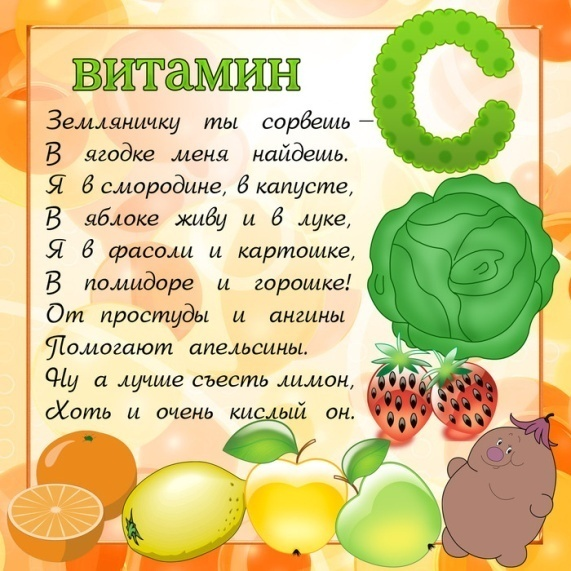 ВИТАМИН С
Земляничку ты сорвешь –
В ягодке меня найдешь.
Я в смородине, в капусте,
В яблоке живу и в луке,
Я в фасоли и картошке,
В помидоре и горошке!
От простуды и ангины
Помогают апельсины.
Ну а лучше съесть лимон,
Хоть и очень кислый он.